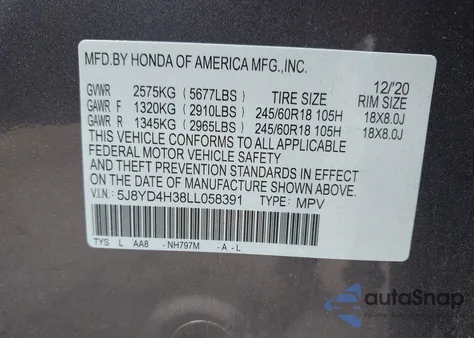 MFD.BY HONDA OF AMERICA MFG.,INC.
12/'20
GVWR 2575KG (5677LBS) TIRE SIZE RIM SIZE
GAWR F 1320KG (2910LBS) 245/60R18 105H 18X8.0J
GAWR R 1345KG (2965LBS) 245/60R18 105H 18X8.0J
THIS VEHICLE CONFORMS TO ALL APPLICABLE
FEDERAL MOTOR VEHICLE SAFETY
AND THEFT PREVENTION STANDARDS IN EFFECT
ON THE DATE OF MANUFACTURE SHOWN ABOVE.
V.I.N.: 5J8YD4H38LL058391 TYPE: MPV
TYS L AA8 -NH797M -A-L
autoSnap